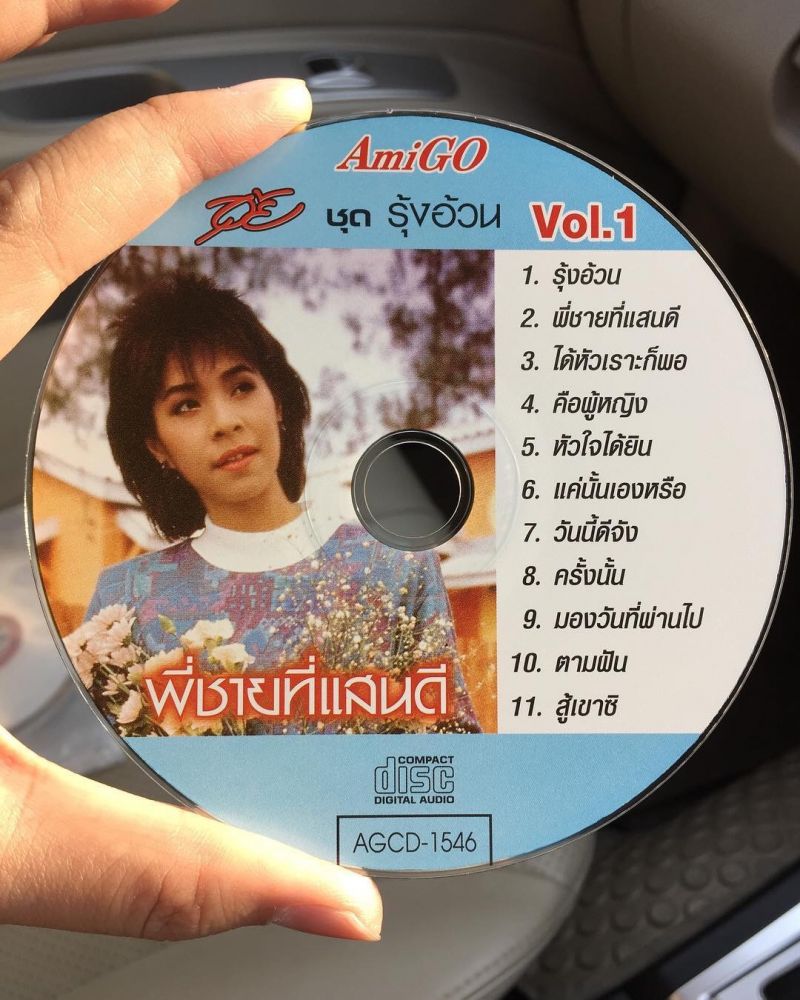 AmiGO
ปุ้ย ชุด รุ้งอ้วน Vol.1
1. รุ้งอ้วน
2. พี่ชายที่แสนดี
3. ได้หัวเราะก็พอ
4. คือผู้หญิง
5. หัวใจได้ยิน
6. แค่นั้นเองหรือ
7. วันนี้ดีจัง
8. ครั้งนั้น
9. มองวันที่ผ่านไป
10. ตามฝัน
11. สู้เขาซิ
พี่ชายที่แสนดี
COMPACT
disc
DIGITAL AUDIO
AGCD-1546